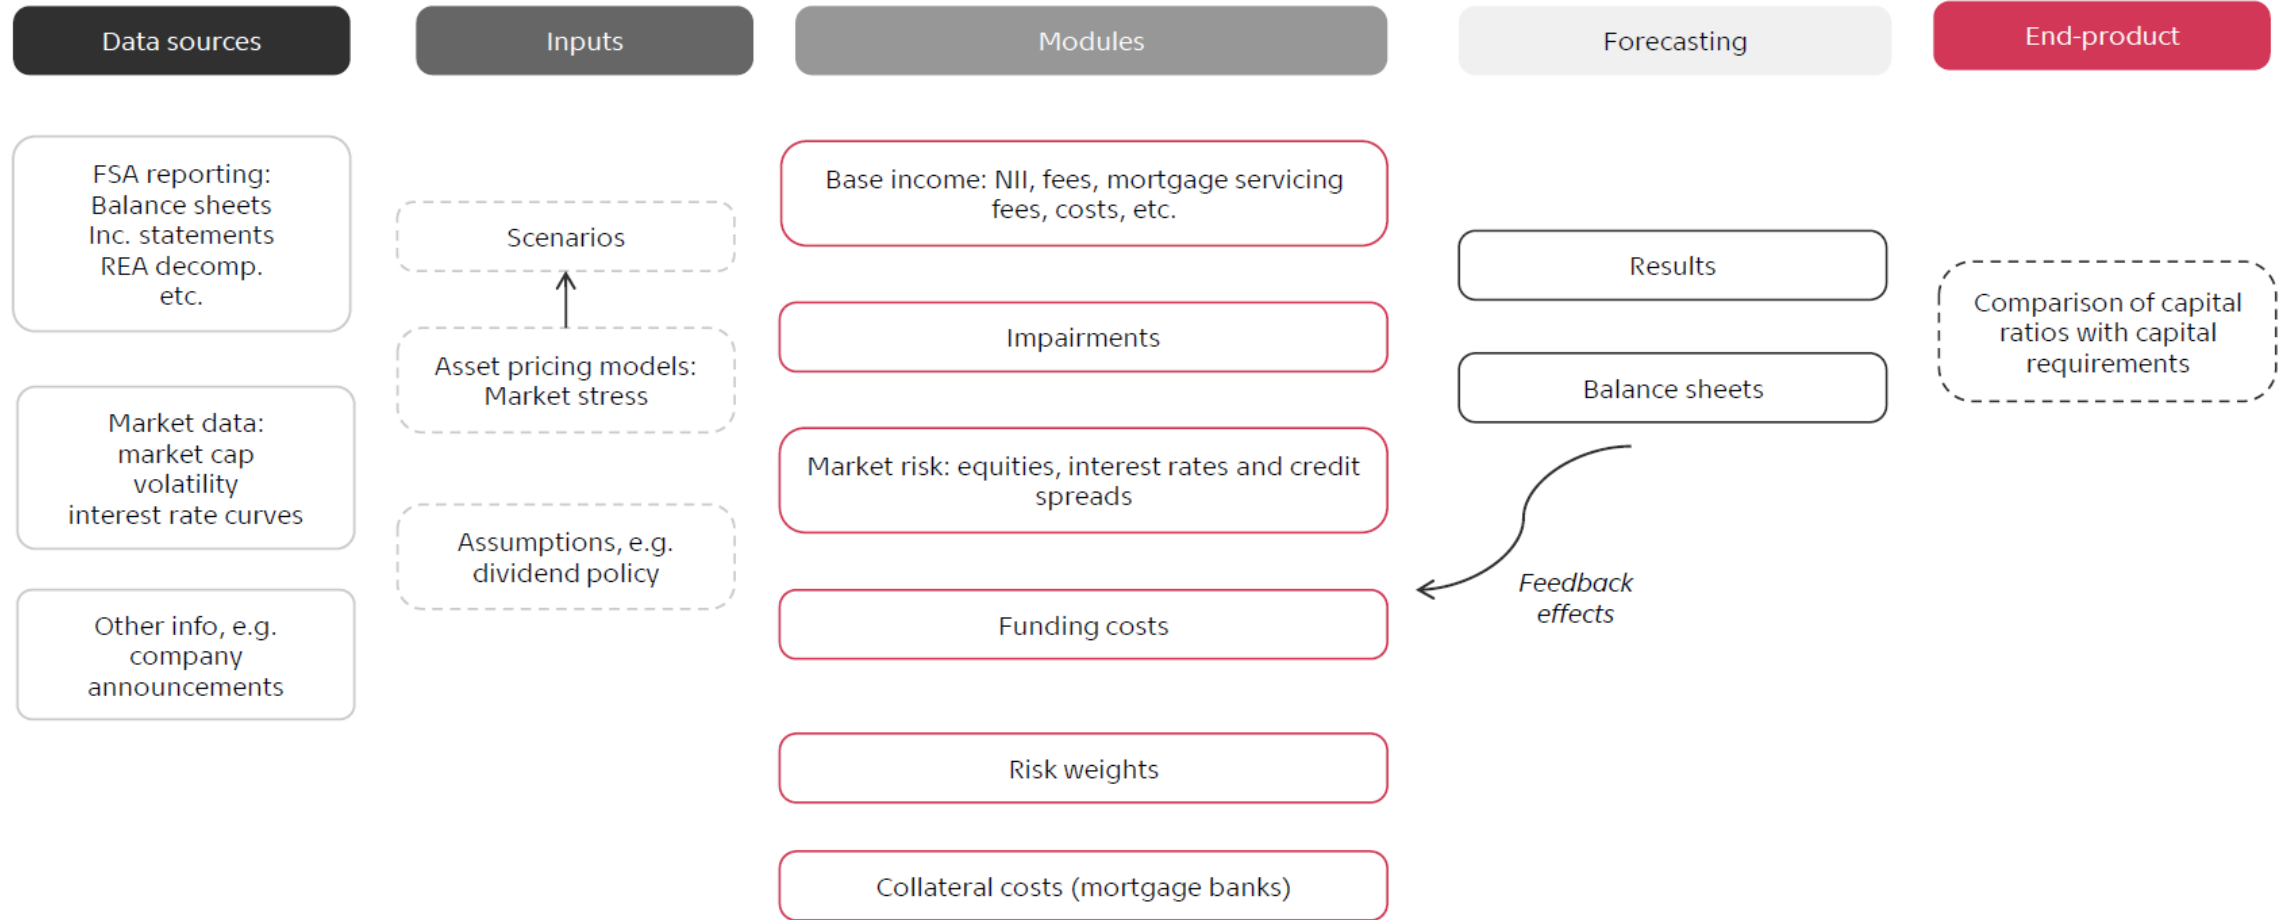 Data sources
Inputs
Modules
Forecasting
End-product
FSA reporting:
Balance sheets
Inc. statements
REA decomp.
etc.
Market data:
market cap
volatility
interest rate curves
Other info, e.g.
company
announcements
Scenarios
Asset pricing models:
Market stress
Assumptions, e.g.
dividend policy
Base income: NII, fees, mortgage servicing
fees, costs, etc.
Impairments
Market risk: equities, interest rates and credit
spreads
Funding costs
Risk weights
Collateral costs (mortgage banks)
Results
Balance sheets
Feedback
effects
Comparison of capital
ratios with capital
requirements